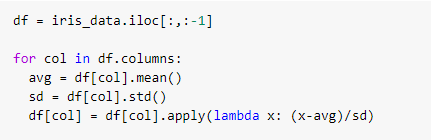 df = iris_data.iloc[:,:-1]
for col in df.columns:
    avg = df[col].mean()
    sd = df[col].std()
    df[col] = df[col].apply(lambda x: (x-avg)/sd)